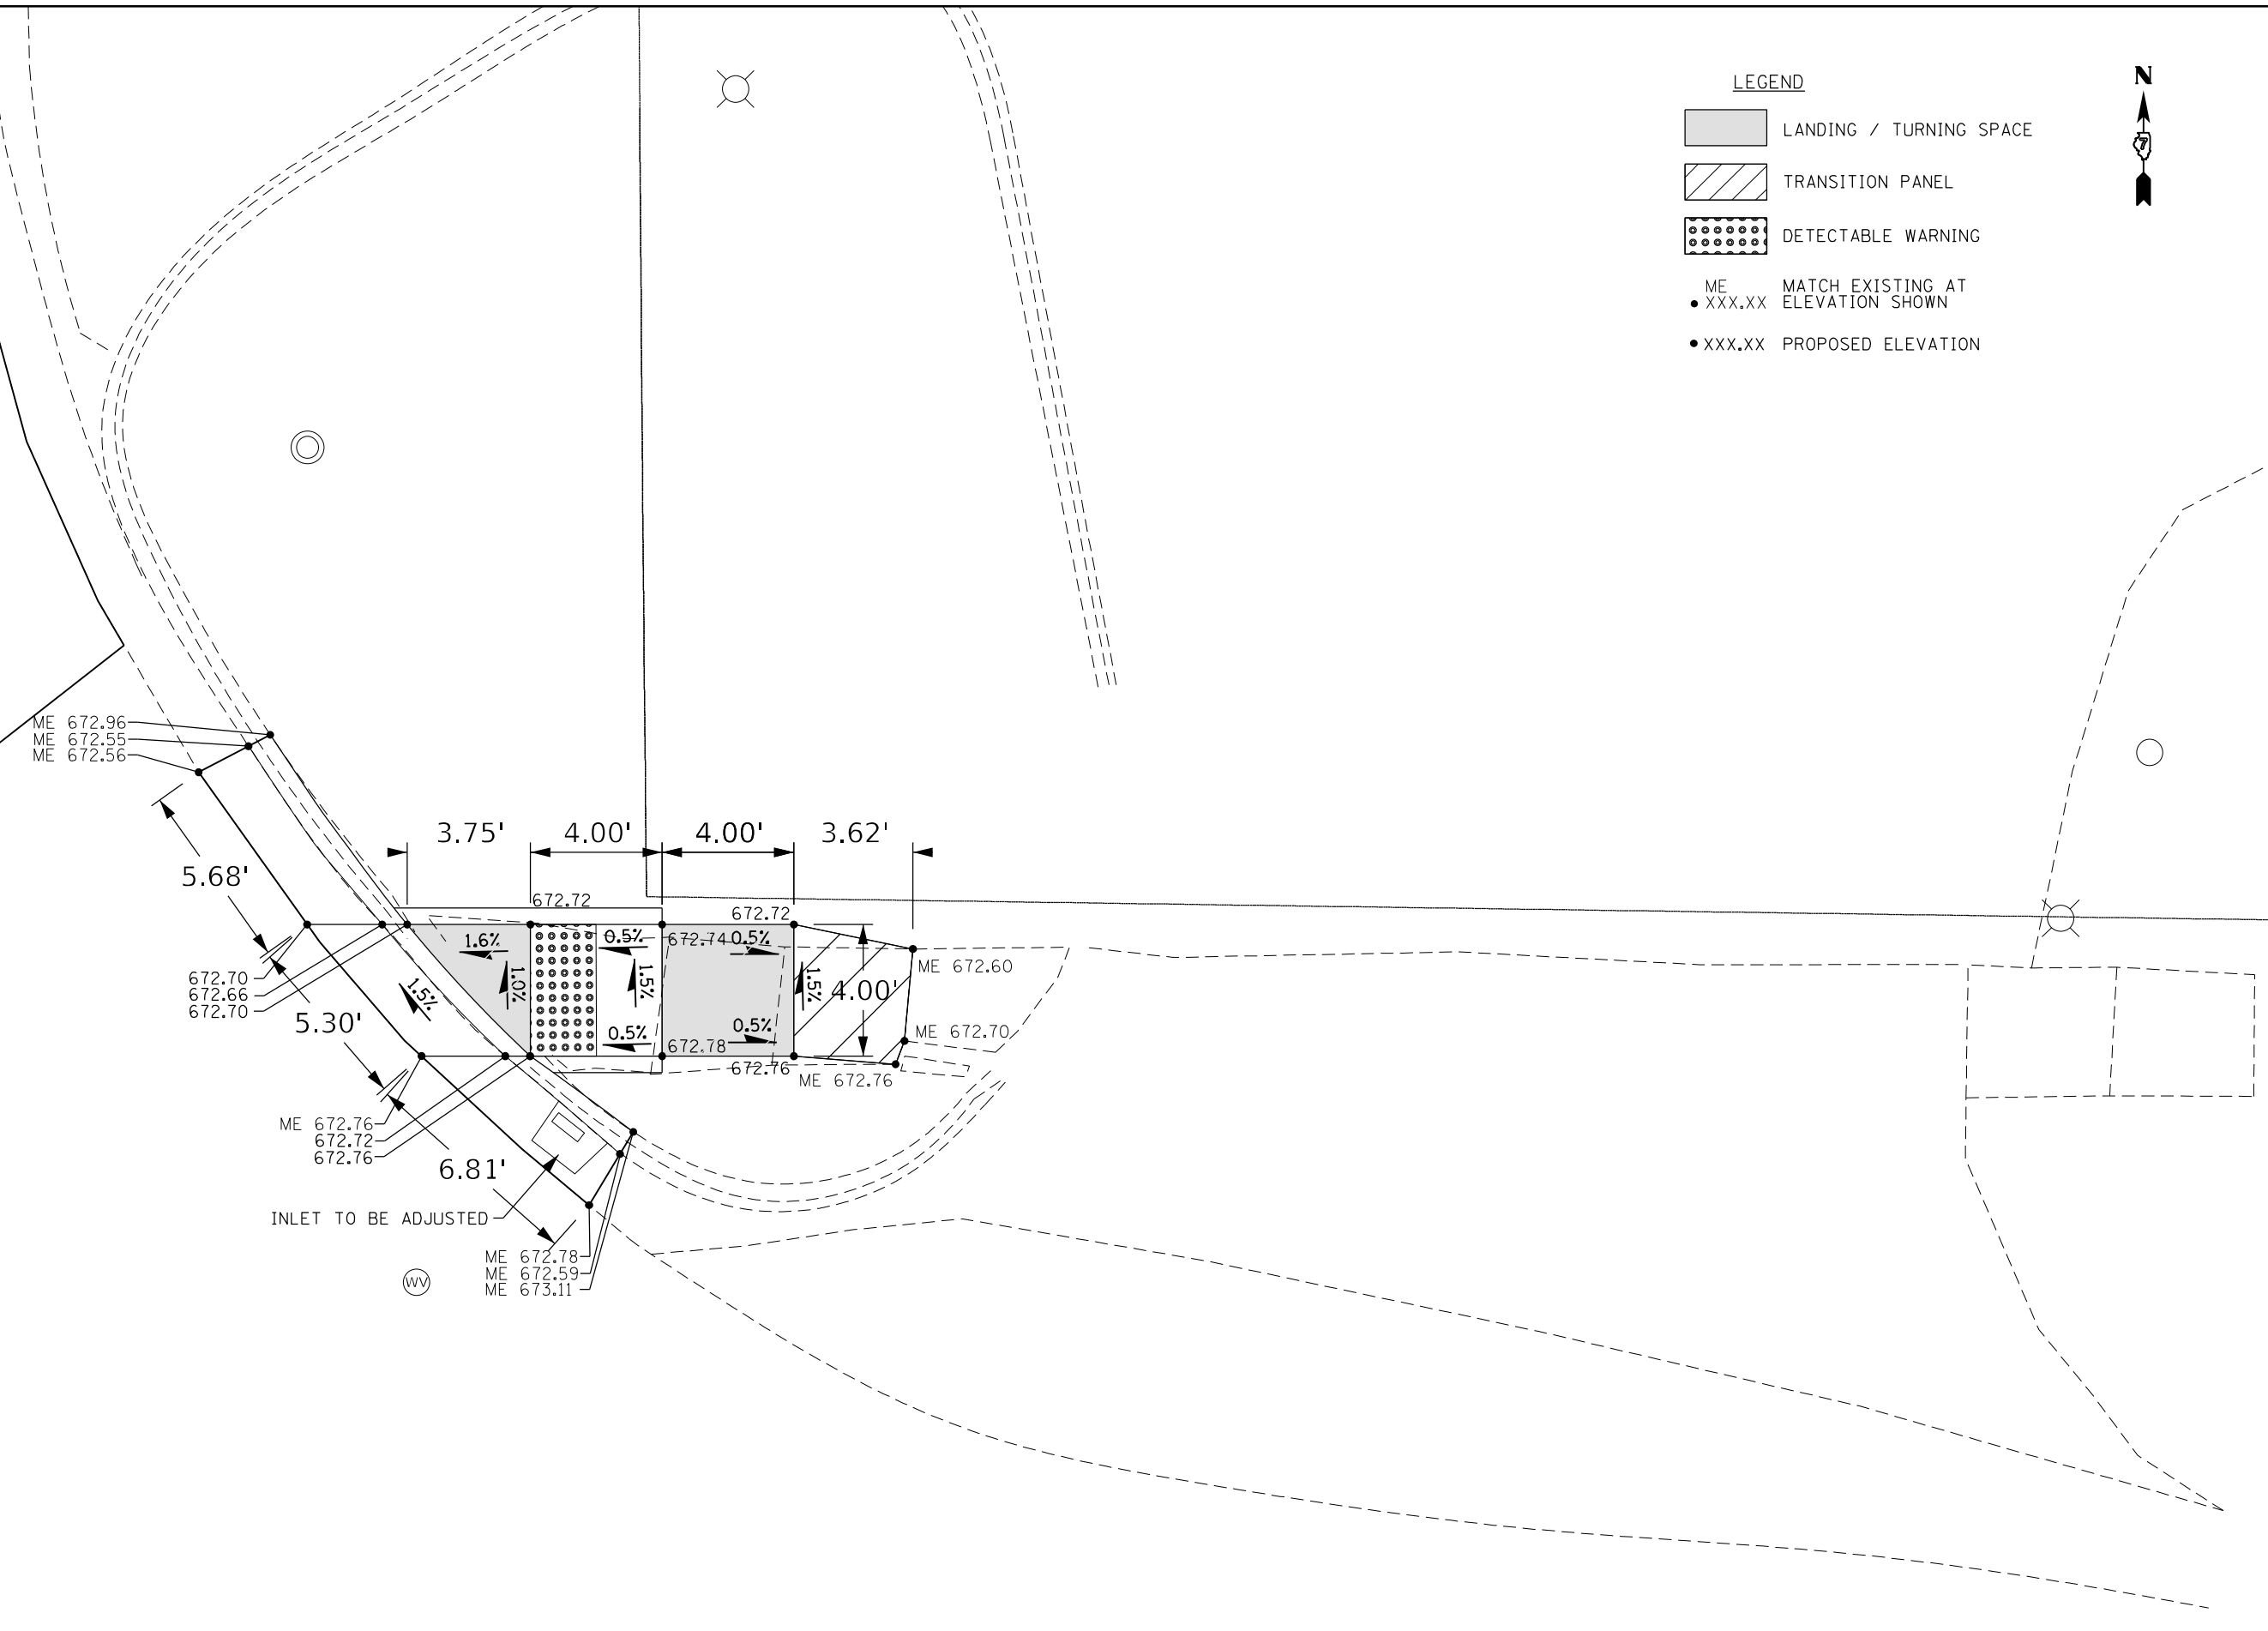 LEGEND
N
7
LANDING / TURNING SPACE
TRANSITION PANEL
DETECTABLE WARNING
ME MATCH EXISTING AT
XXX.XX ELEVATION SHOWN
XXX.XX PROPOSED ELEVATION
ME 672.96
ME 672.55
ME 672.56
3.75' 4.00' 4.00' 3.62'
5.68'
672.72
672.72
1.6% 0.5% 672.74 0.5%
ME 672.60
672.70
672.66
672.70
1.5% 1.0% 1.5% 1.5% 4.00'
5.30'
0.5% 0.5%
ME 672.70
672.78
672.76
ME 672.76
ME 672.76
672.72
672.76
6.81'
INLET TO BE ADJUSTED
ME 672.78
ME 672.59
ME 673.11
WV